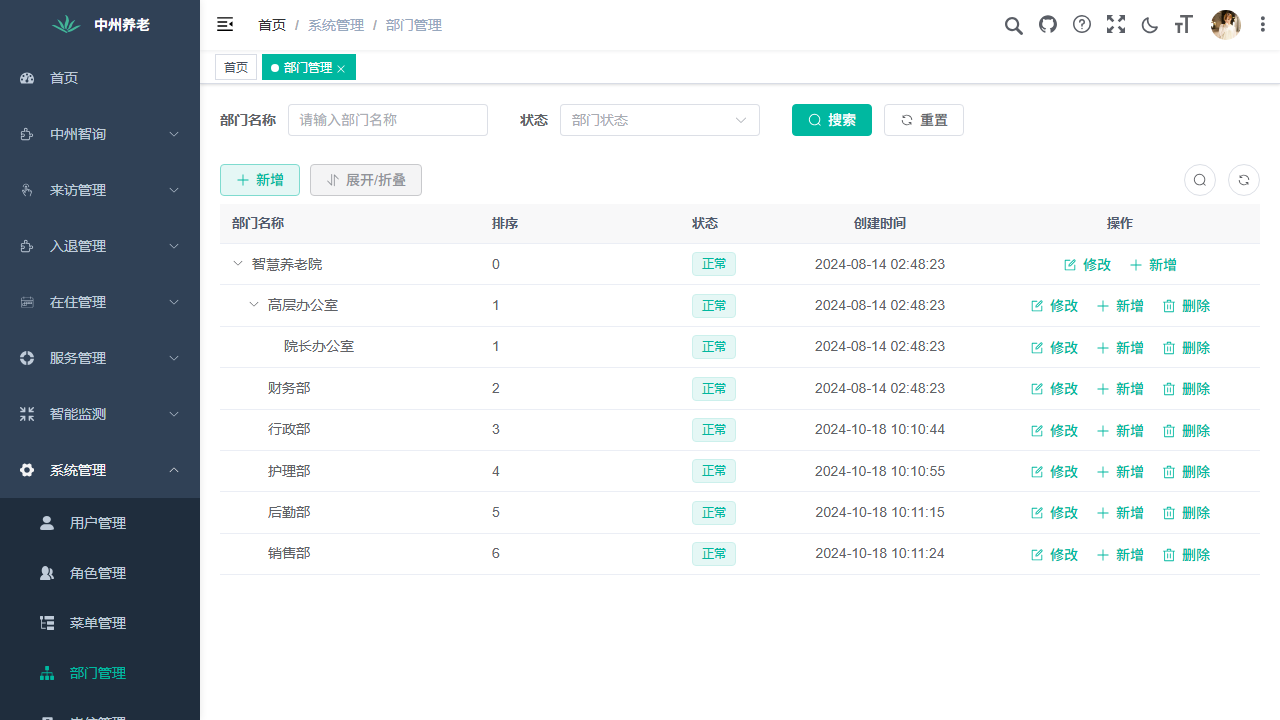 中州养老
首页 / 系统管理 / 部门管理
首页
中州智询
来访管理
入退管理
在住管理
服务管理
智能监测
系统管理
用户管理
角色管理
菜单管理
部门管理
岗位管理
首页 部门管理
部门名称 请输入部门名称 状态 部门状态 搜索 重置
新增 展开/折叠
部门名称 排序 状态 创建时间 操作
智慧养老院 0 正常 2024-08-14 02:48:23 修改 新增
高层办公室 1 正常 2024-08-14 02:48:23 修改 新增 删除
院长办公室 1 正常 2024-08-14 02:48:23 修改 新增 删除
财务部 2 正常 2024-08-14 02:48:23 修改 新增 删除
行政部 3 正常 2024-10-18 10:10:44 修改 新增 删除
护理部 4 正常 2024-10-18 10:10:55 修改 新增 删除
后勤部 5 正常 2024-10-18 10:11:15 修改 新增 删除
销售部 6 正常 2024-10-18 10:11:24 修改 新增 删除